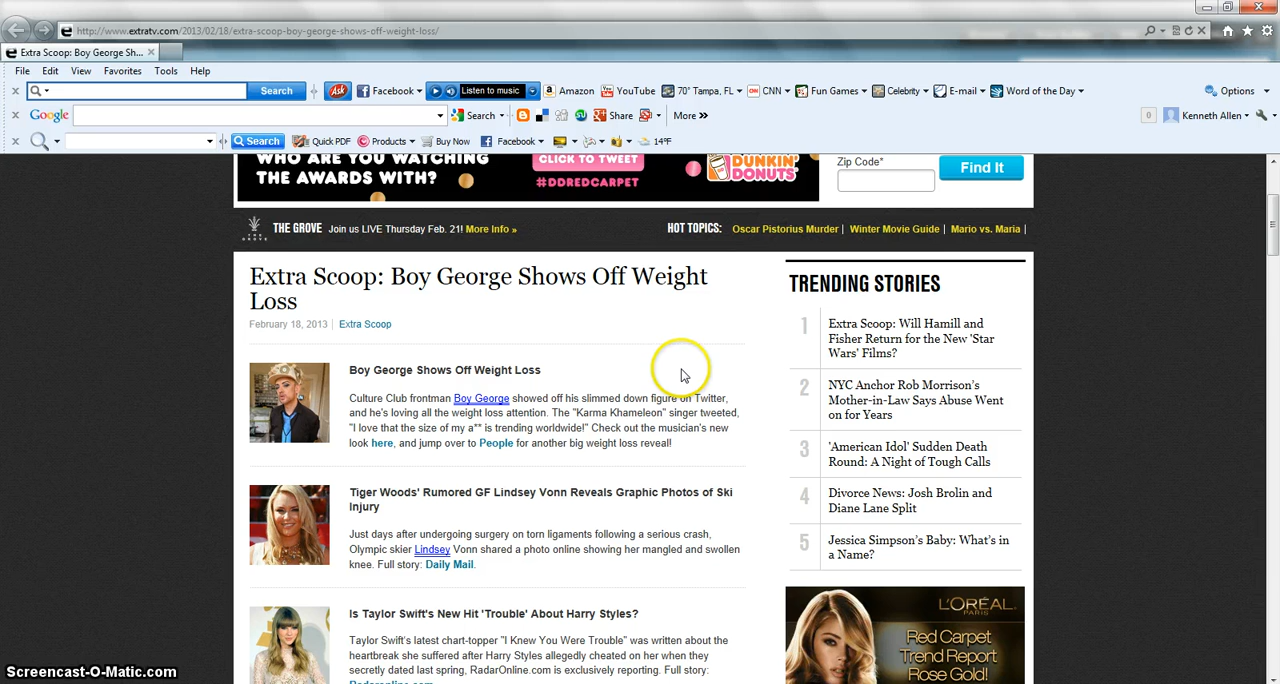 http://www.extratv.com/2013/02/18/extra-scoop-boy-george-shows-off-weight-loss/
Extra Scoop: Boy George Sh...
File Edit View Favorites Tools Help
Search Ask Facebook Listen to music Amazon YouTube 70° Tampa, FL CNN Fun Games Celebrity E-mail Word of the Day Options
Google Search Share More » 0 Kenneth Allen
Search Quick PDF Products Buy Now Facebook 14°F
WHO ARE YOU WATCHING
THE AWARDS WITH?
CLICK TO TWEET
#DDREDCARPET
DUNKIN'
DONUTS
Zip Code*
Find It
THE GROVE Join us LIVE Thursday Feb. 21! More Info »
HOT TOPICS: Oscar Pistorius Murder | Winter Movie Guide | Mario vs. Maria |
Extra Scoop: Boy George Shows Off Weight
Loss
February 18, 2013 | Extra Scoop
Boy George Shows Off Weight Loss
Culture Club frontman Boy George showed off his slimmed down figure on Twitter,
and he's loving all the weight loss attention. The "Karma Khameleon" singer tweeted,
"I love that the size of my a** is trending worldwide!" Check out the musician's new
look here, and jump over to People for another big weight loss reveal!
Tiger Woods' Rumored GF Lindsey Vonn Reveals Graphic Photos of Ski
Injury
Just days after undergoing surgery on torn ligaments following a serious crash,
Olympic skier Lindsey Vonn shared a photo online showing her mangled and swollen
knee. Full story: Daily Mail.
Is Taylor Swift's New Hit 'Trouble' About Harry Styles?
Taylor Swift's latest chart-topper "I Knew You Were Trouble" was written about the
heartbreak she suffered after Harry Styles allegedly cheated on her when they
secretly dated last spring, RadarOnline.com is exclusively reporting. Full story:
Radaronline.com
TRENDING STORIES
1 Extra Scoop: Will Hamill and
Fisher Return for the New 'Star
Wars' Films?
2 NYC Anchor Rob Morrison's
Mother-in-Law Says Abuse Went
on for Years
3 'American Idol' Sudden Death
Round: A Night of Tough Calls
4 Divorce News: Josh Brolin and
Diane Lane Split
5 Jessica Simpson's Baby: What's in
a Name?
L'ORÉAL
PARIS
Red Carpet
Trend Report
Rose Gold!
Screencast-O-Matic.com